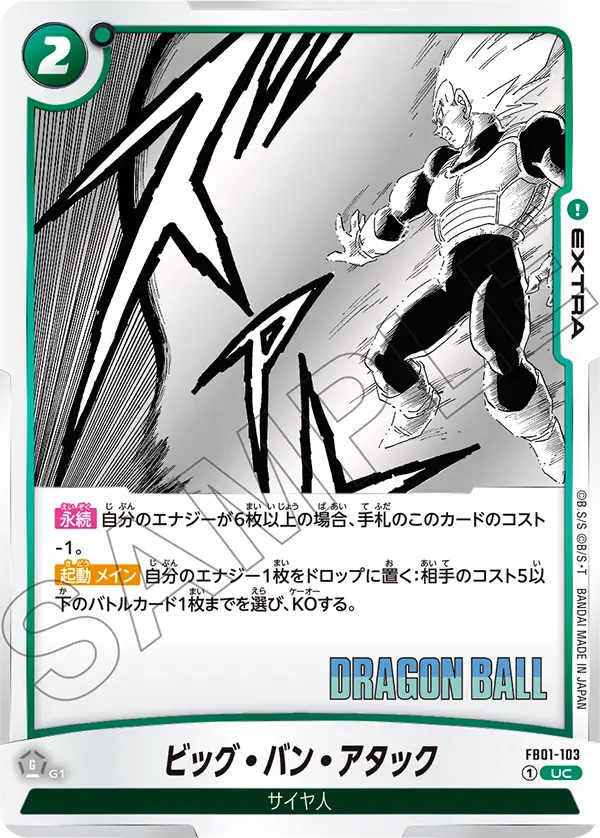 2
EXTRA
SAMPLE
永続 自分のエナジーが6枚以上の場合、手札のこのカードのコスト
-1。
起動メイン 自分のエナジー1枚をドロップに置く:相手のコスト5以
下のバトルカード1枚までを選び、KOする。
©B.S/S ©B/S・T BANDAI MADE IN JAPAN
DRAGON BALL
G
G1
ビッグ・バン・アタック
FB01-103
1 UC
サイヤ人